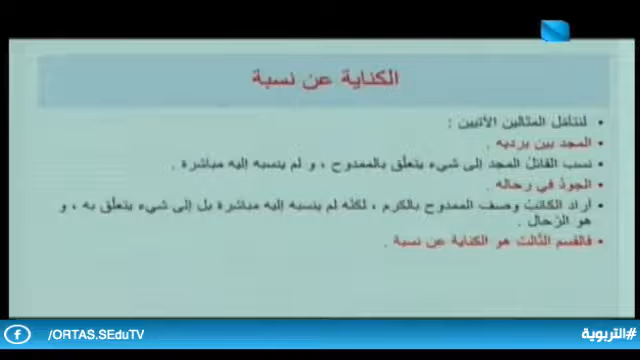 الكناية عن نسبة
• لنتأمل المثالين الآتيين :
• المجد بين برديه .
• نسب القائل المجد إلى شيء يتعلق بالممدوح ، و لم ينسبه إليه مباشرة .
• الجود في رحاله .
• أراد الكاتب وصف الممدوح بالكرم ، لكنه لم ينسبه إليه مباشرة بل إلى شيء يتعلق به ، و
هو الرحال .
• فالقسم الثالث هو الكناية عن نسبة .
/ORTAS.SEduTV
#التربوية